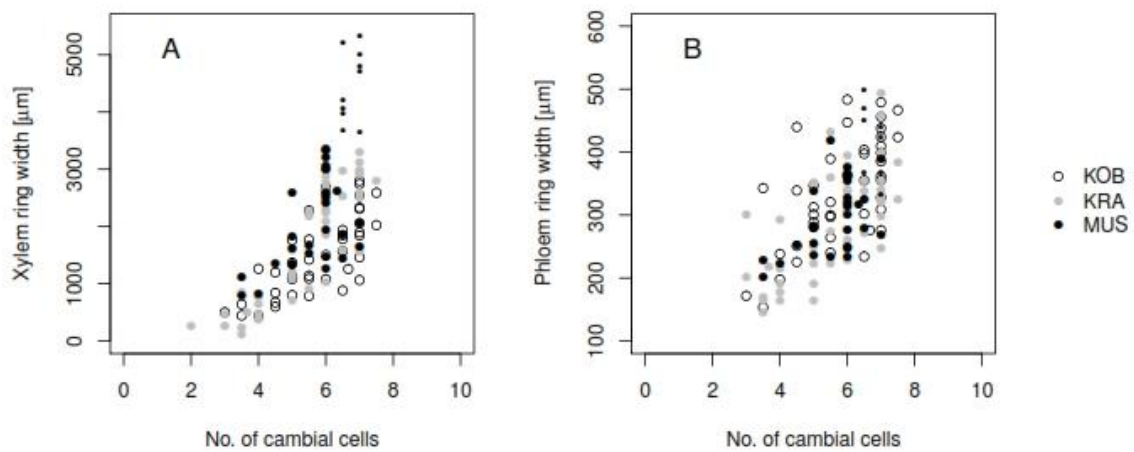 A
Xylem ring width [µm]
0 1000 3000 5000
0 2 4 6 8 10
No. of cambial cells
B
Phloem ring width [µm]
100 200 300 400 500 600
0 2 4 6 8 10
No. of cambial cells
KOB
KRA
MUS